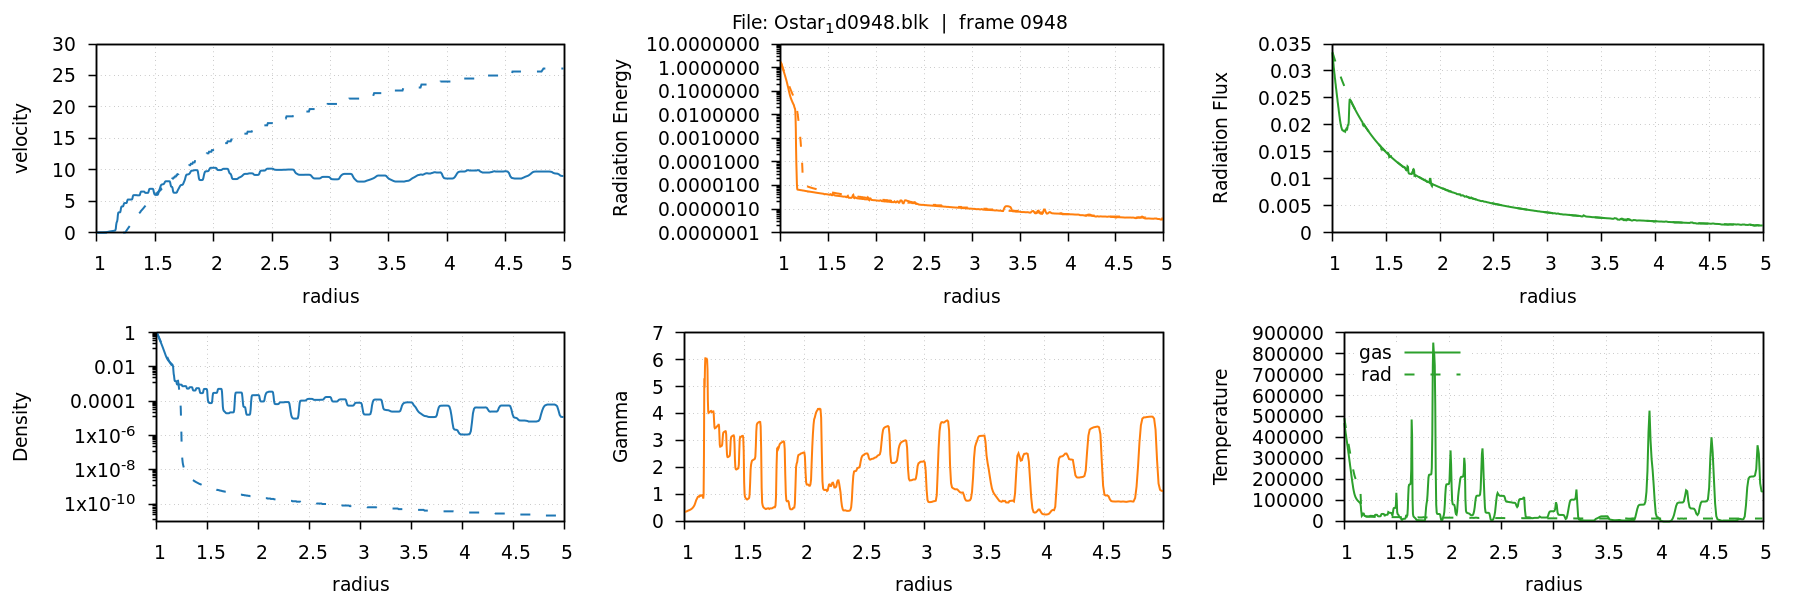 File: Ostar1d0948.blk | frame 0948
velocity
30
25
20
15
10
5
0
1 1.5 2 2.5 3 3.5 4 4.5 5
radius
Radiation Energy
10.0000000
1.0000000
0.1000000
0.0100000
0.0010000
0.0001000
0.0000100
0.0000010
0.0000001
1 1.5 2 2.5 3 3.5 4 4.5 5
radius
Radiation Flux
0.035
0.03
0.025
0.02
0.015
0.01
0.005
0
1 1.5 2 2.5 3 3.5 4 4.5 5
radius
Density
1
0.01
0.0001
1x10-6
1x10-8
1x10-10
1 1.5 2 2.5 3 3.5 4 4.5 5
radius
Gamma
7
6
5
4
3
2
1
0
1 1.5 2 2.5 3 3.5 4 4.5 5
radius
Temperature
900000
800000
700000
600000
500000
400000
300000
200000
100000
0
gas
rad
1 1.5 2 2.5 3 3.5 4 4.5 5
radius